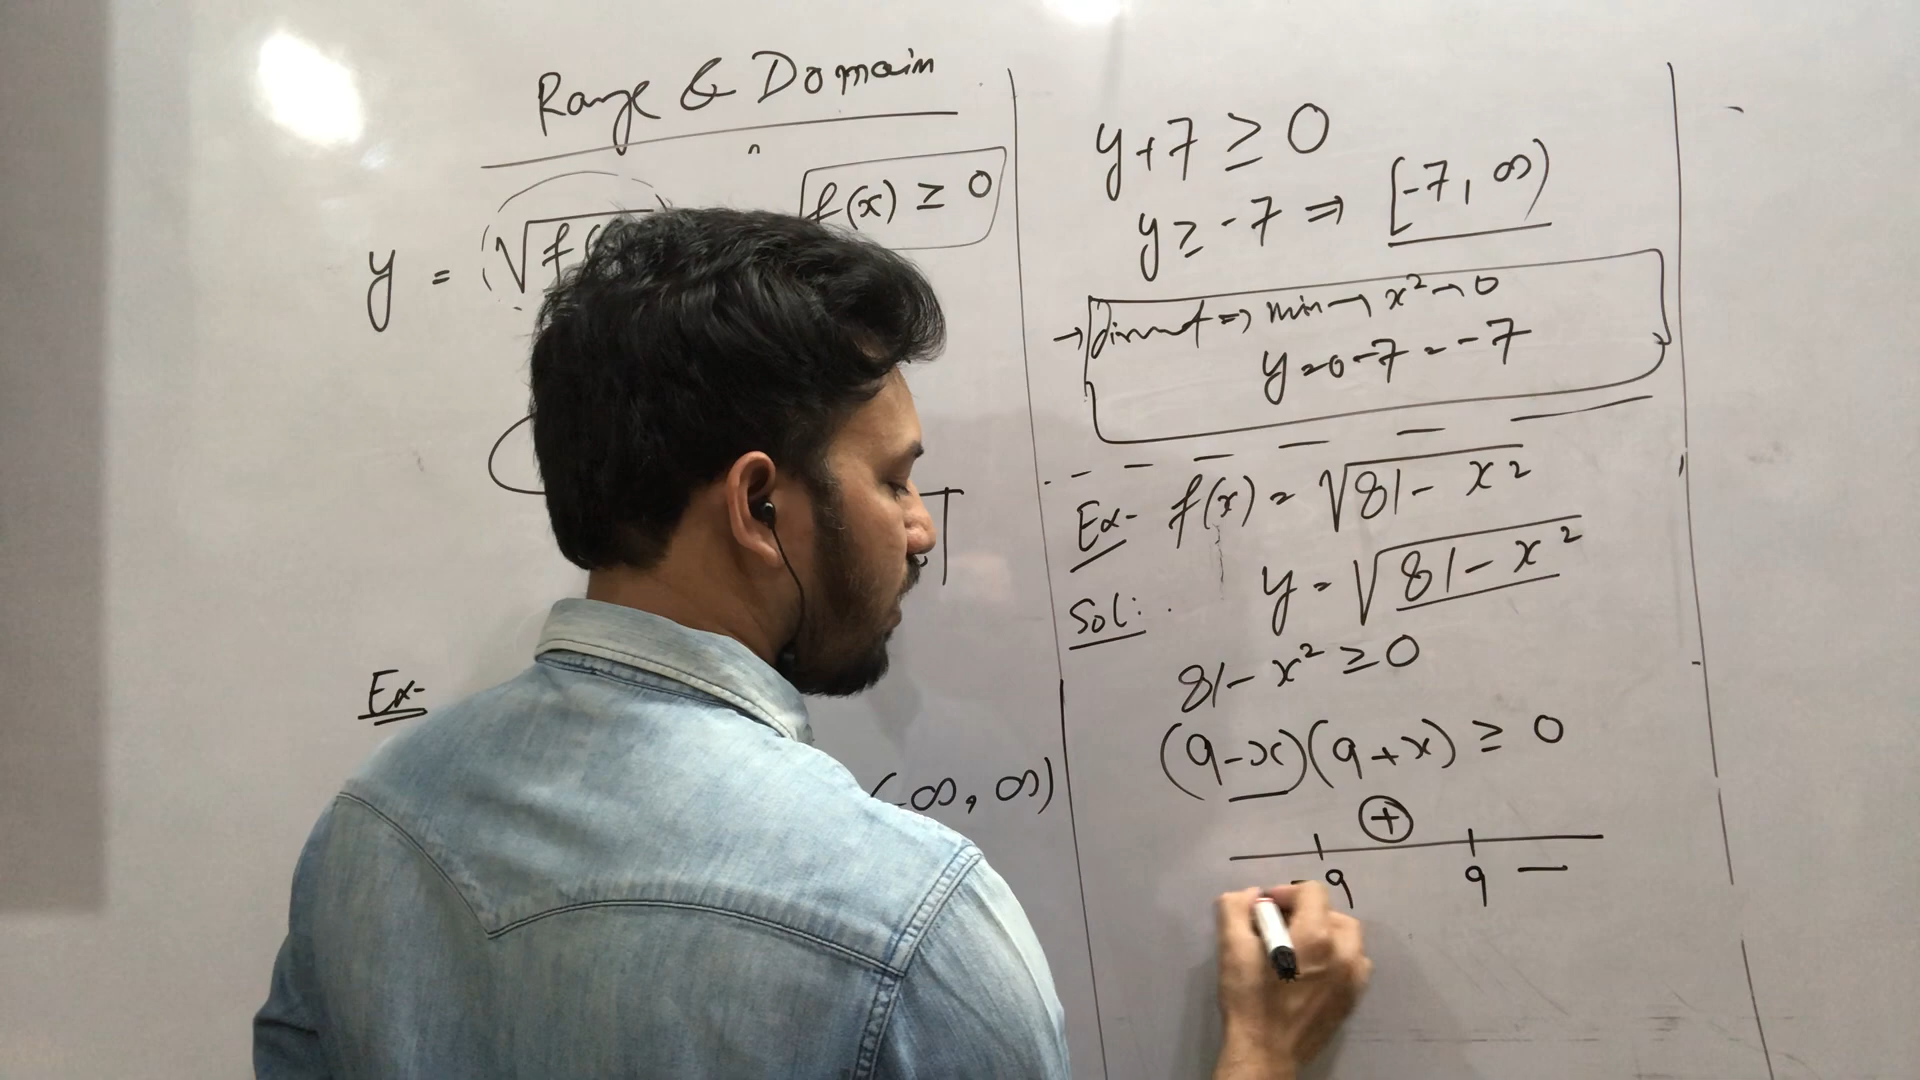 Range & Domain
f(x) ≥ 0
y = √f(
Ex-
-∞, ∞)
y+7 ≥ 0
y ≥ -7 ⇒ [-7, ∞)
→ ⇒ min → x² → 0
y = 0-7 = -7
Ex- f(x) = √81 - x²
Sol: y = √81 - x²
81 - x² ≥ 0
(9-x)(9+x) ≥ 0
+
-9 9 —